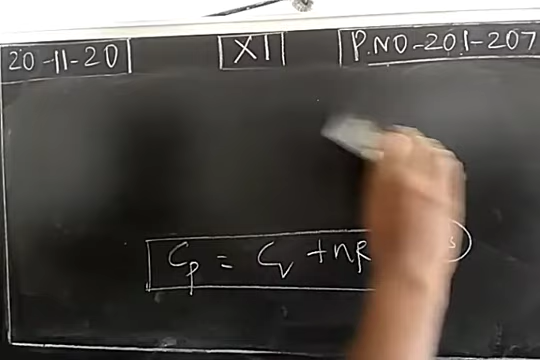 20-11-20
XI
P.NO-201-207
Cp = Cv + nR